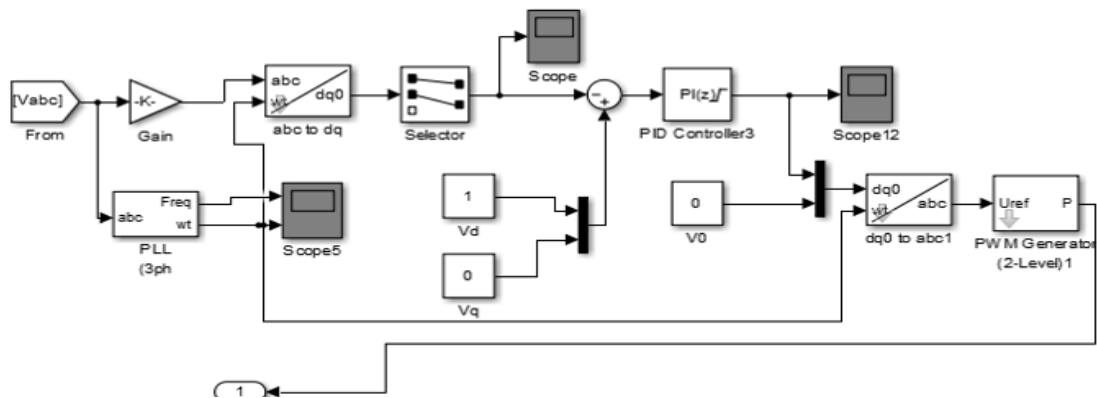 [Vabc]
From
-K-
Gain
abc
wt
dq0
abc to dq
Selector
Scope
PI(z)
PID Controller3
Scope12
abc
Freq
wt
PLL
(3ph
Scope5
1
Vd
0
Vq
0
V0
dq0
wt
abc
dq0 to abc1
Uref
P
PWM Generator
(2-Level)1
1